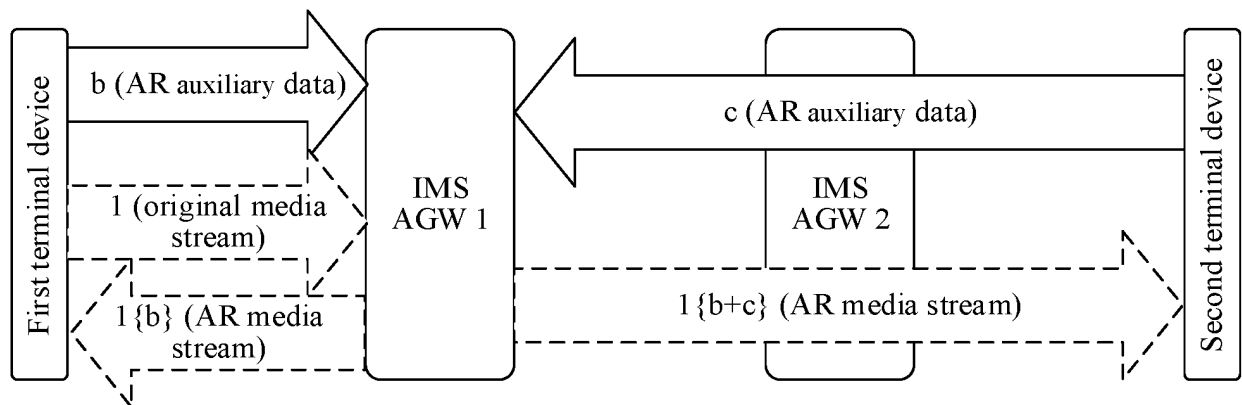 First terminal device
b (AR auxiliary data)
1 (original media
stream)
1{b} (AR media
stream)
IMS
AGW 1
c (AR auxiliary data)
IMS
AGW 2
1{b+c} (AR media stream)
Second terminal device